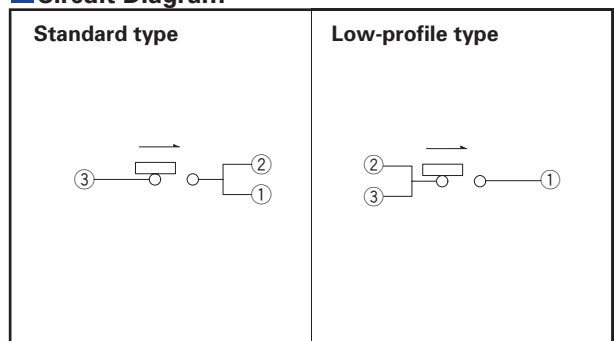 Circuit Diagram
Standard type
Low-profile type
③ ② ①
② ③ ①